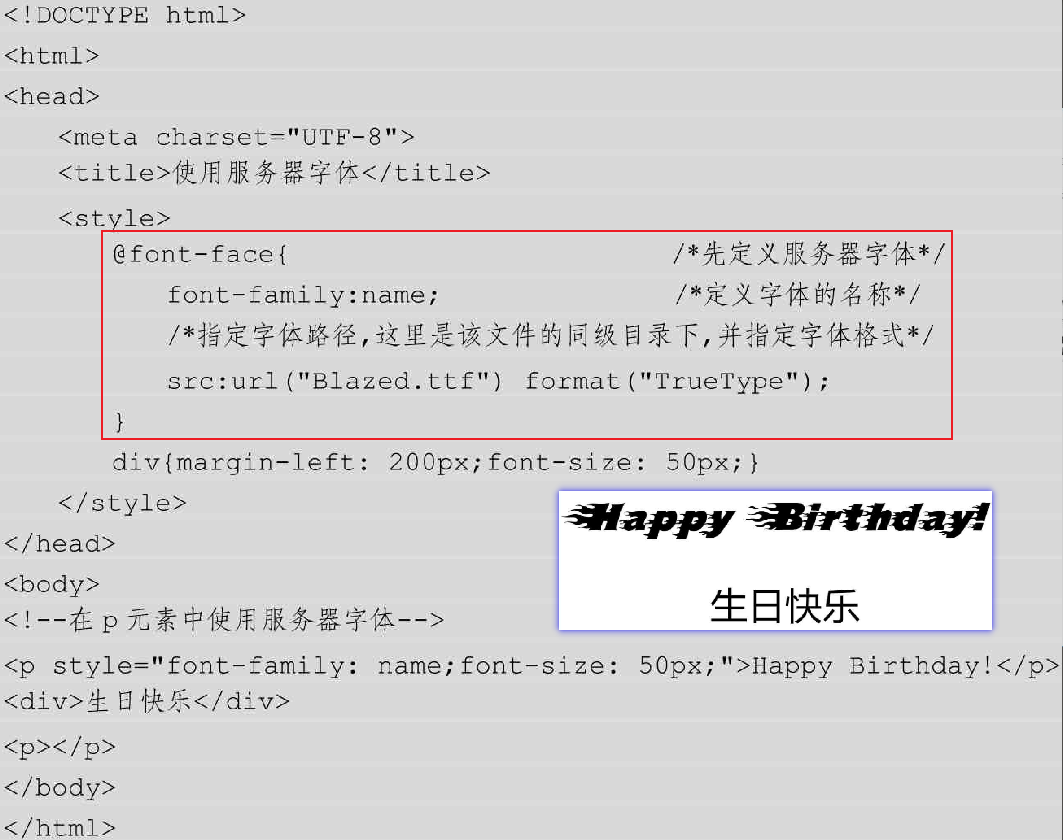 <!DOCTYPE html>
<html>
<head>
<meta charset="UTF-8">
<title>使用服务器字体</title>
<style>
@font-face{ /*先定义服务器字体*/
font-family:name; /*定义字体的名称*/
/*指定字体路径,这里是该文件的同级目录下,并指定字体格式*/
src:url("Blazed.ttf") format("TrueType");
}
div{margin-left: 200px;font-size: 50px;}
</style>
</head>
<body>
<!--在 p 元素中使用服务器字体-->
<p style="font-family: name;font-size: 50px;">Happy Birthday!</p>
<div>生日快乐</div>
<p></p>
</body>
</html>
Happy Birthday!
生日快乐